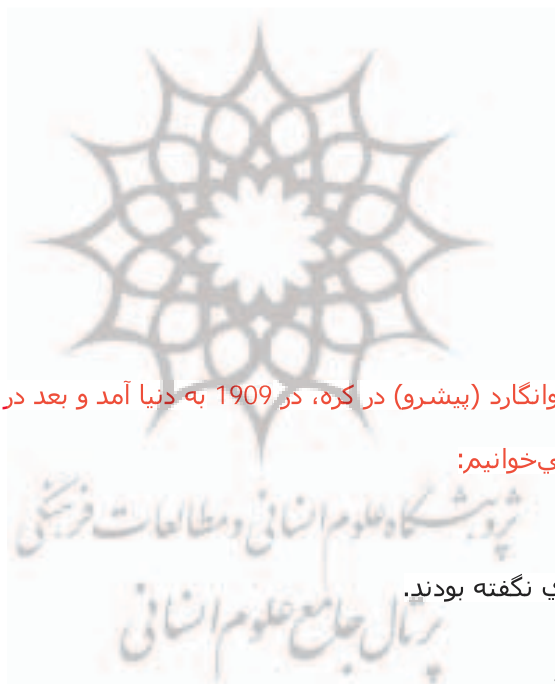 وانگارد (پیشرو) در کره، در 1909 به دنیا آمد و بعد در
ي‌خوانیم:
پژوهشگاه علوم انسانی و مطالعات فرهنگی
ي نگفته بودند.
پرتال جامع علوم انسانی